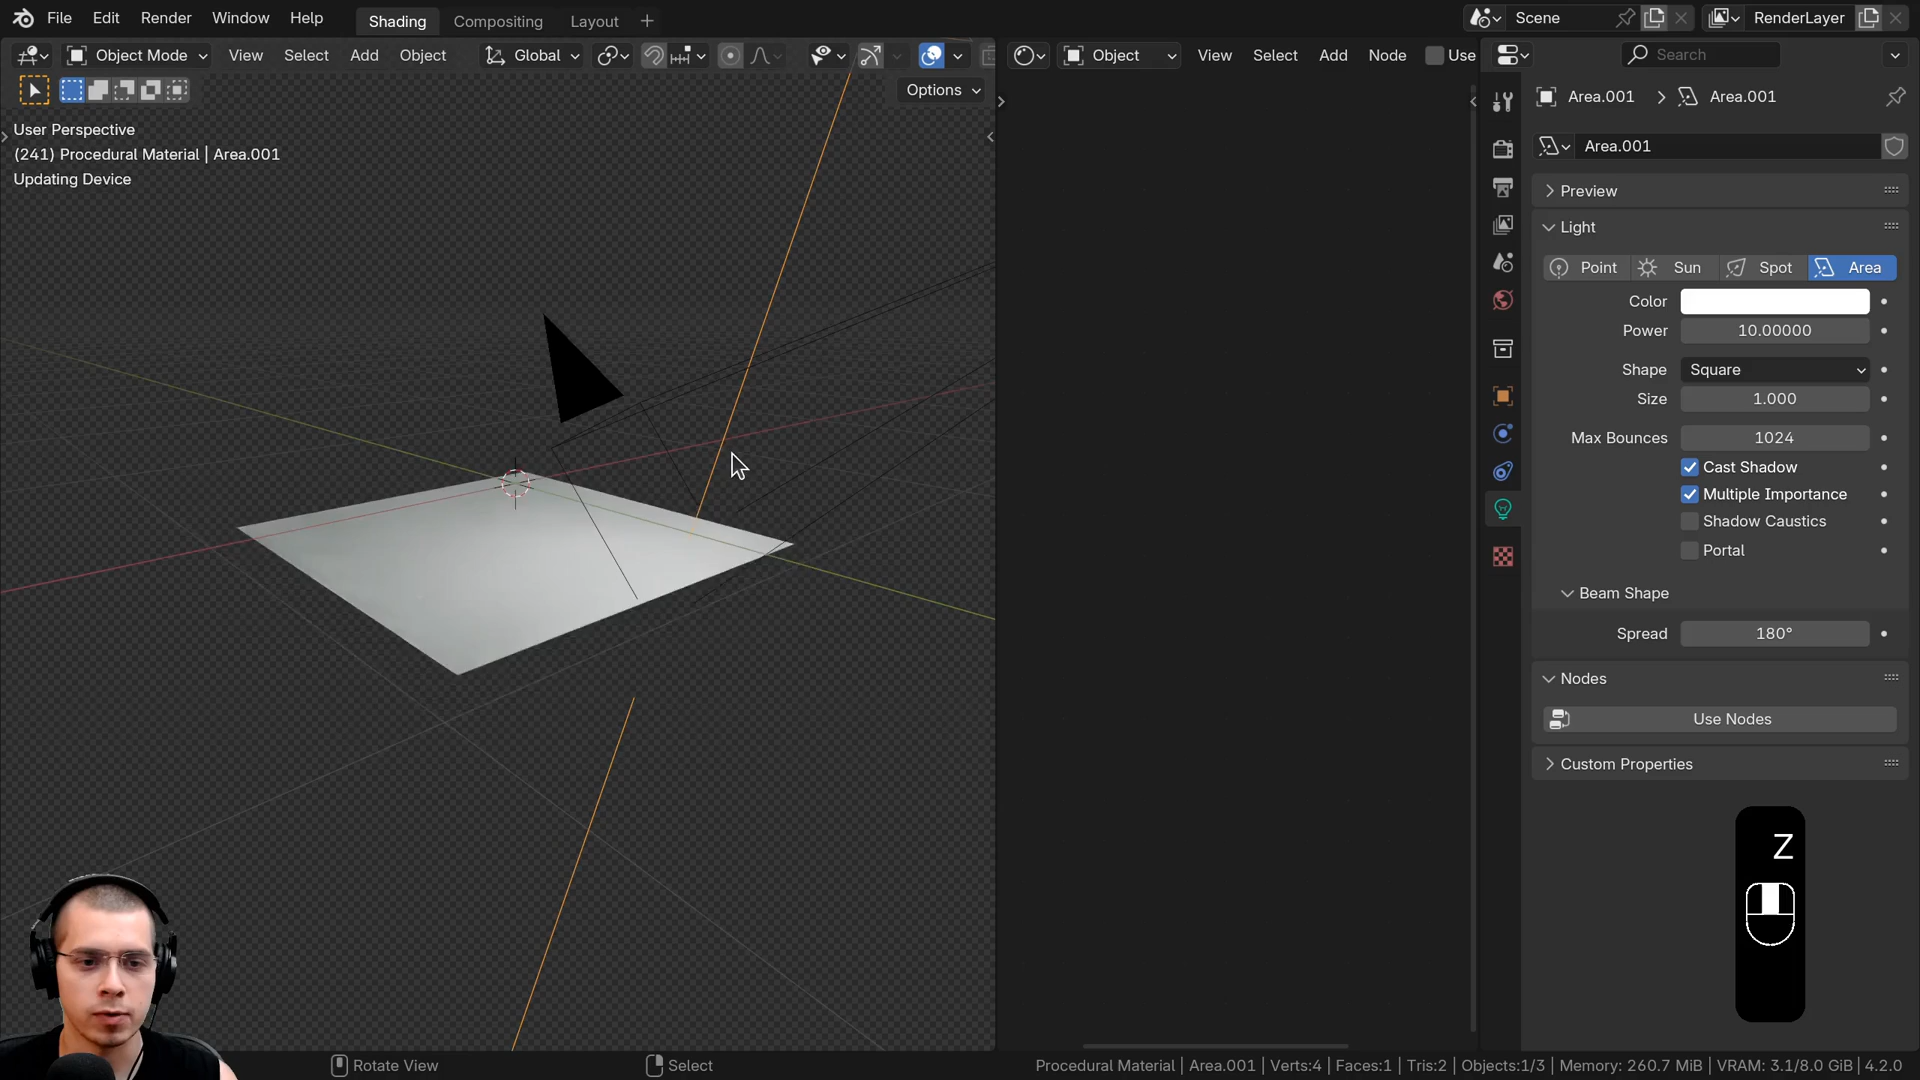 File Edit Render Window Help Shading Compositing Layout Scene RenderLayer
Object Mode View Select Add Object Global Object View Select Add Node Use Search
Options
Area.001 Area.001
User Perspective
(241) Procedural Material | Area.001
Updating Device
Area.001
Preview
Light
Point Sun Spot Area
Color
Power 10.00000
Shape Square
Size 1.000
Max Bounces 1024
Cast Shadow
Multiple Importance
Shadow Caustics
Portal
Beam Shape
Spread 180°
Nodes
Use Nodes
Custom Properties
Z
Rotate View Select Procedural Material | Area.001 | Verts:4 | Faces:1 | Tris:2 | Objects:1/3 | Memory: 260.7 MiB | VRAM: 3.1/8.0 GiB | 4.2.0